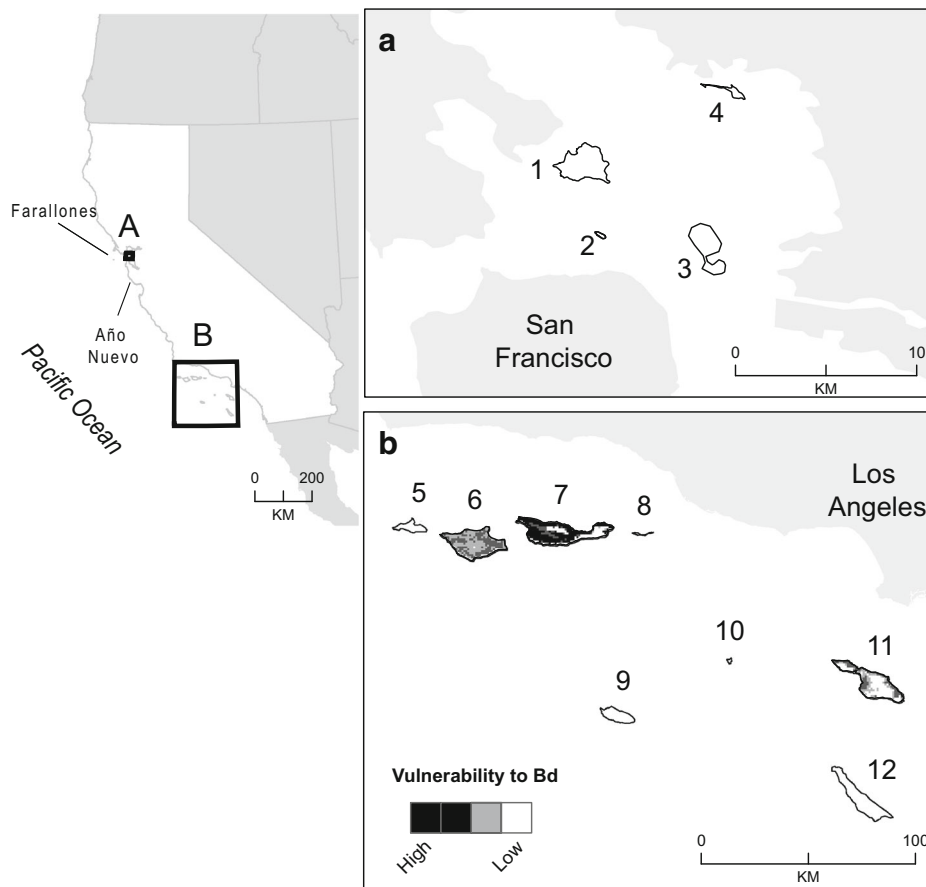 Farallones
A
Año
Nuevo
B
Pacific Ocean
0 200
KM
a
1
2
3
4
San
Francisco
0 10
KM
b
5
6
7
8
Los
Angeles
9
10
11
12
Vulnerability to Bd
High
Low
0 100
KM